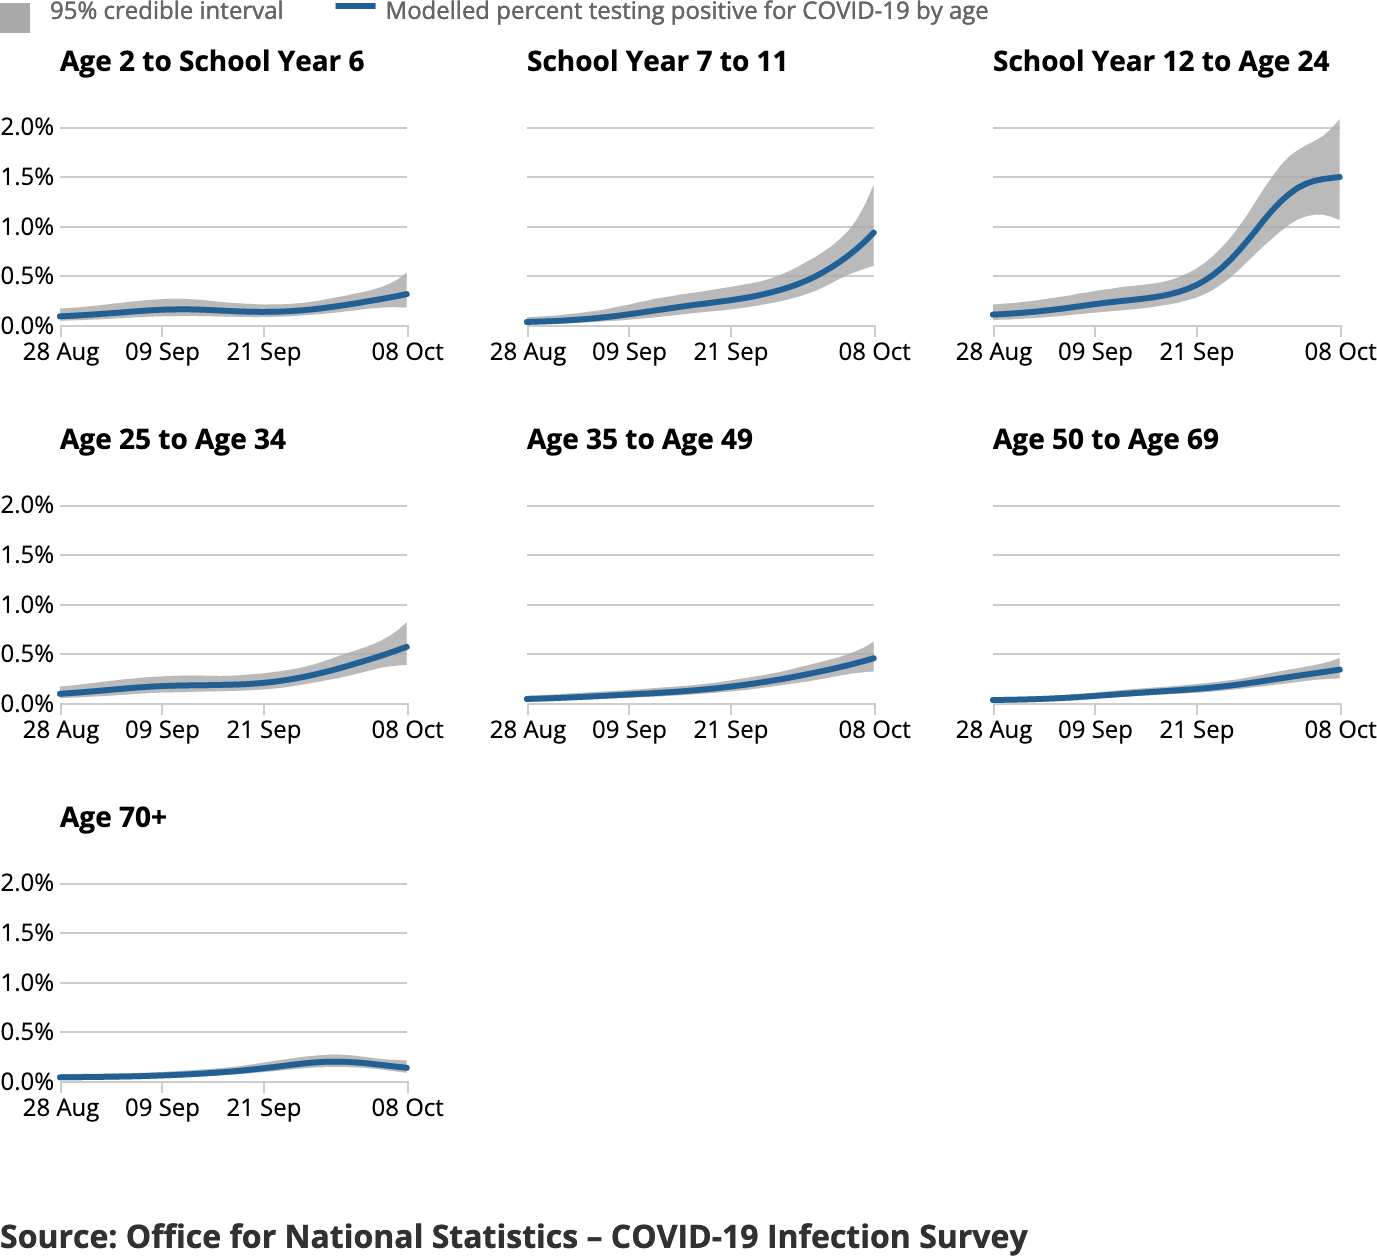 95% credible interval Modelled percent testing positive for COVID-19 by age
Age 2 to School Year 6 School Year 7 to 11 School Year 12 to Age 24
2.0%
1.5%
1.0%
0.5%
0.0%
28 Aug 09 Sep 21 Sep 08 Oct 28 Aug 09 Sep 21 Sep 08 Oct 28 Aug 09 Sep 21 Sep 08 Oct
Age 25 to Age 34 Age 35 to Age 49 Age 50 to Age 69
2.0%
1.5%
1.0%
0.5%
0.0%
28 Aug 09 Sep 21 Sep 08 Oct 28 Aug 09 Sep 21 Sep 08 Oct 28 Aug 09 Sep 21 Sep 08 Oct
Age 70+
2.0%
1.5%
1.0%
0.5%
0.0%
28 Aug 09 Sep 21 Sep 08 Oct
Source: Office for National Statistics – COVID-19 Infection Survey